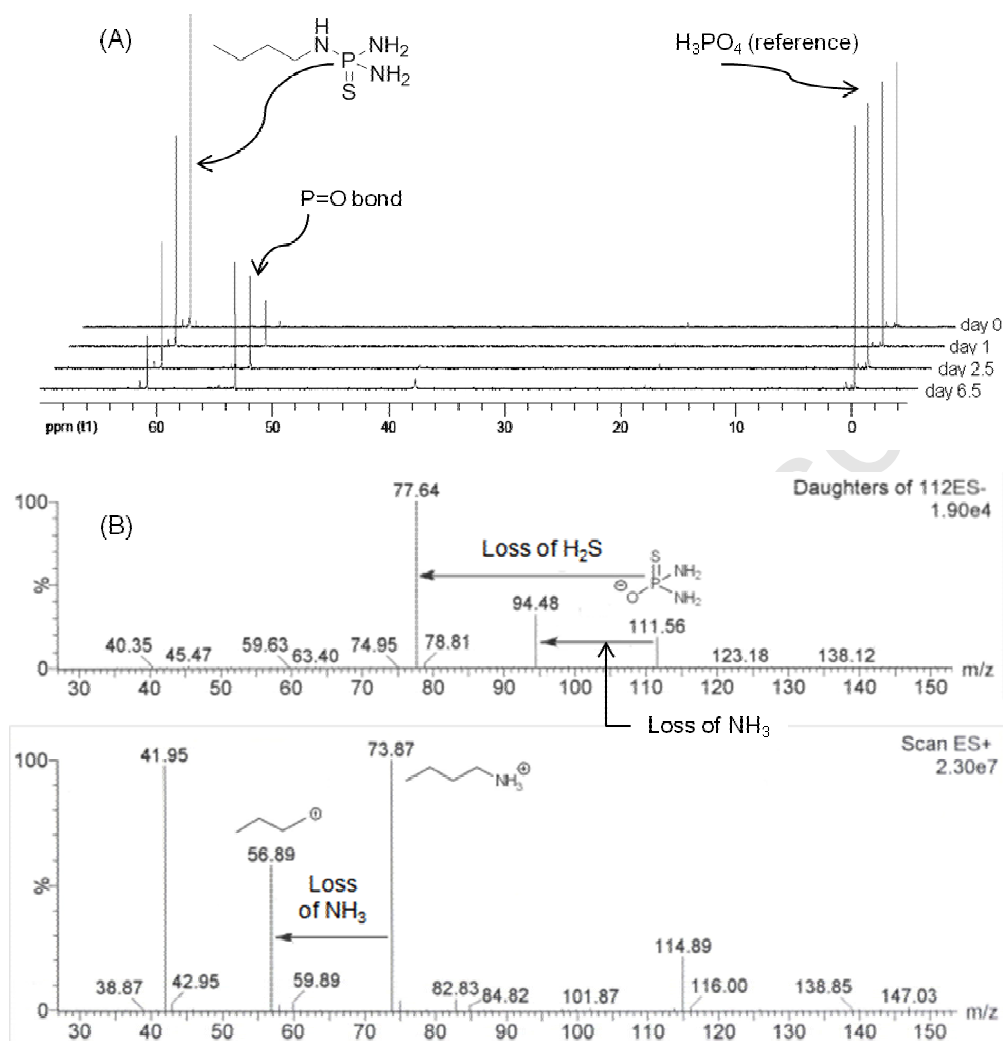 (A)
H
N
NH2
P
NH2
S
H3PO4 (reference)
P=O bond
day 0
day 1
day 2.5
day 6.5
ppm (t1) 60 50 40 30 20 10 0
(B)
Daughters of 112ES-
1.90e4
100
77.64
Loss of H2S
S
P
NH2
NH2
⊖
O
%
94.48
111.56
40.35
45.47
59.63
63.40
74.95
78.81
123.18
138.12
0
30 40 50 60 70 80 90 100 110 120 130 140 150 m/z
Loss of NH3
Scan ES+
2.30e7
100
41.95
73.87
NH3
⊕
⊕
56.89
Loss
of NH3
%
114.89
38.87
42.95
59.89
82.83
84.82
101.87
116.00
138.85
147.03
0
30 40 50 60 70 80 90 100 110 120 130 140 150 m/z